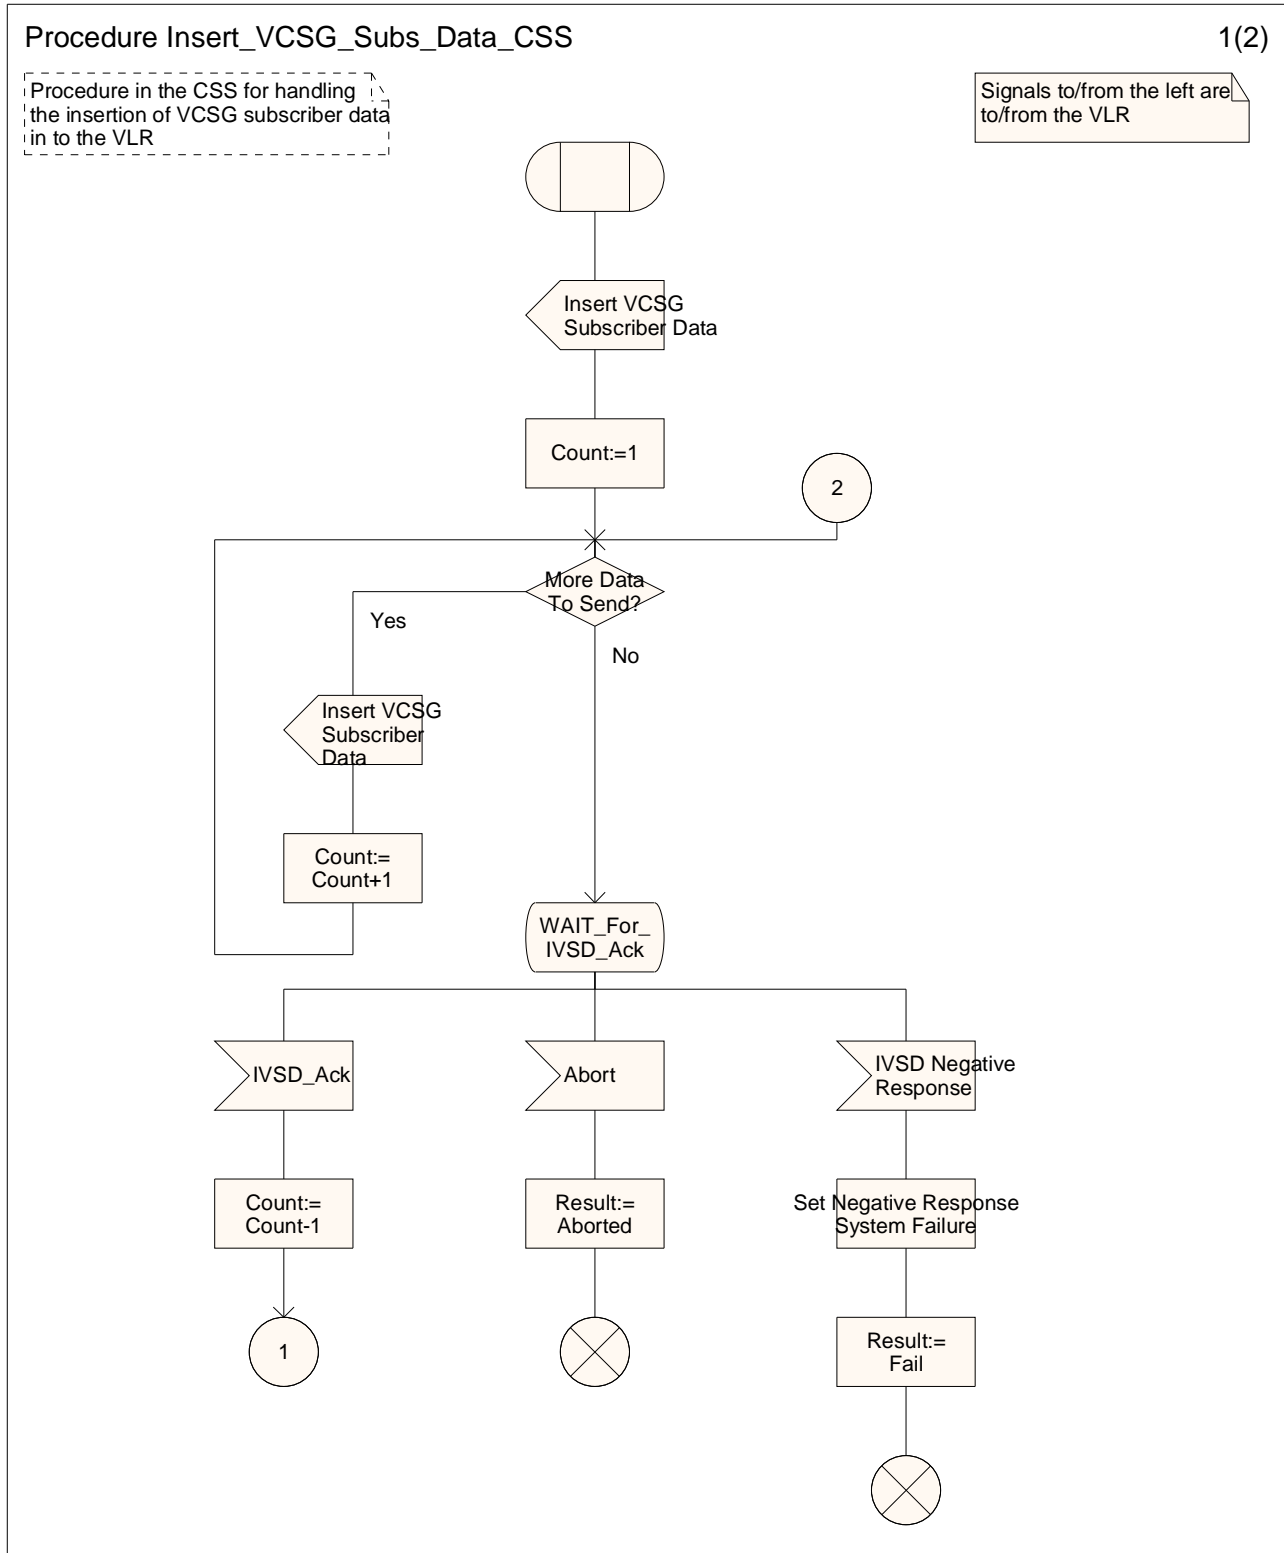 Procedure Insert_VCSG_Subs_Data_CSS
1(2)
Procedure in the CSS for handling
the insertion of VCSG subscriber data
in to the VLR
Signals to/from the left are
to/from the VLR
Insert VCSG
Subscriber Data
Count:=1
2
More Data
To Send?
Yes
No
Insert VCSG
Subscriber
Data
Count:=
Count+1
WAIT_For_
IVSD_Ack
IVSD_Ack
Abort
IVSD Negative
Response
Count:=
Count-1
Result:=
Aborted
Set Negative Response
System Failure
1
Result:=
Fail